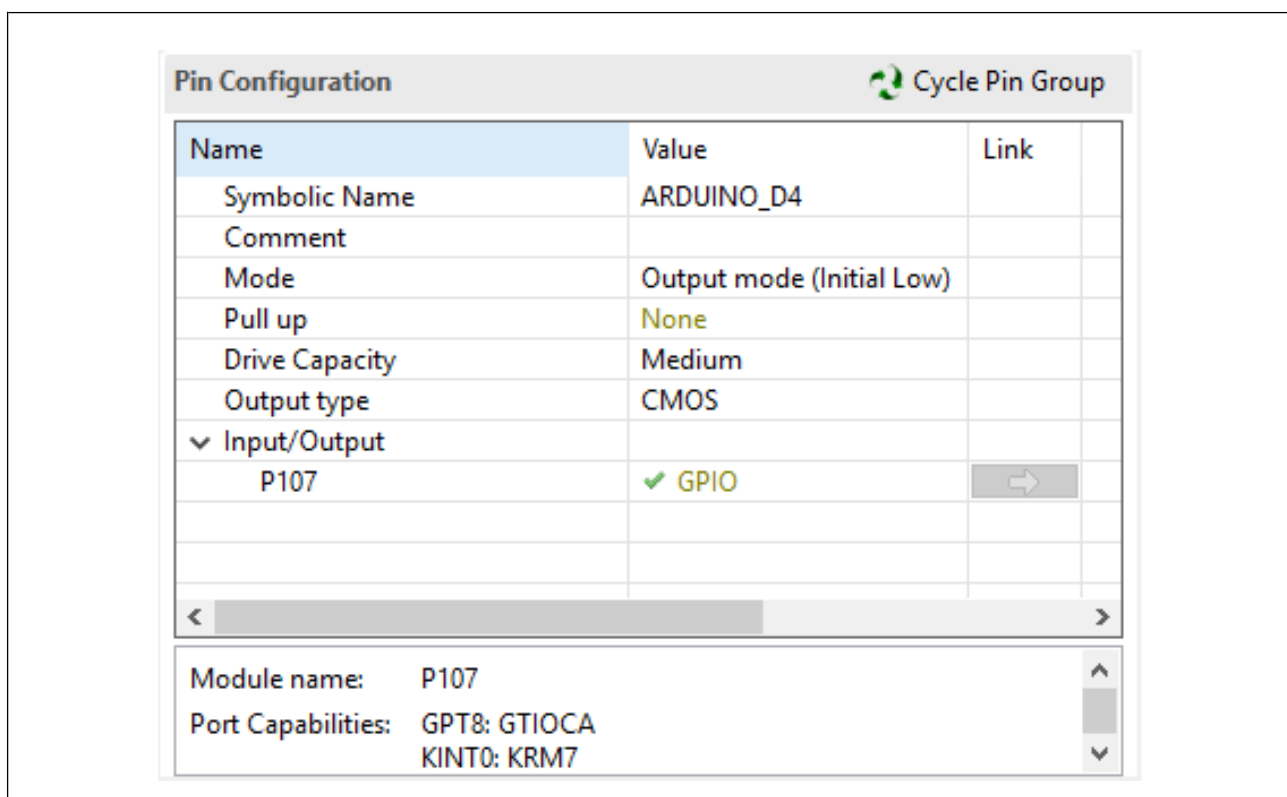 Pin Configuration Cycle Pin Group
Name Value Link
Symbolic Name ARDUINO_D4
Comment
Mode Output mode (Initial Low)
Pull up None
Drive Capacity Medium
Output type CMOS
Input/Output
P107 GPIO
Module name: P107
Port Capabilities: GPT8: GTIOCA
KINT0: KRM7